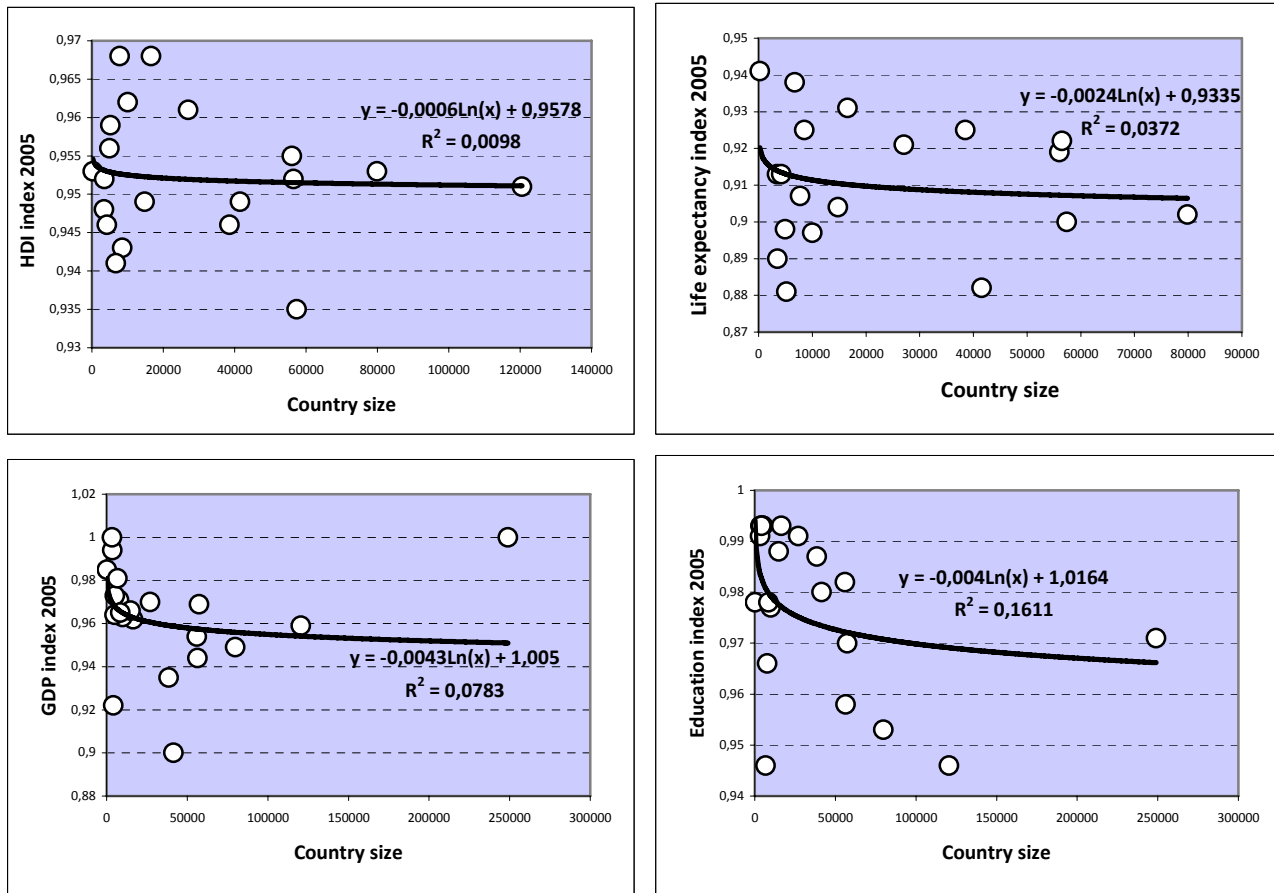 HDI index 2005
0,97
0,965
0,96
0,955
0,95
0,945
0,94
0,935
0,93
y = -0,0006Ln(x) + 0,9578
R² = 0,0098
0 20000 40000 60000 80000 100000 120000 140000
Country size
Life expectancy index 2005
0,95
0,94
0,93
0,92
0,91
0,9
0,89
0,88
0,87
y = -0,0024Ln(x) + 0,9335
R² = 0,0372
0 10000 20000 30000 40000 50000 60000 70000 80000 90000
Country size
GDP index 2005
1,02
1
0,98
0,96
0,94
0,92
0,9
0,88
y = -0,0043Ln(x) + 1,005
R² = 0,0783
0 50000 100000 150000 200000 250000 300000
Country size
Education index 2005
1
0,99
0,98
0,97
0,96
0,95
0,94
y = -0,004Ln(x) + 1,0164
R² = 0,1611
0 50000 100000 150000 200000 250000 300000
Country size